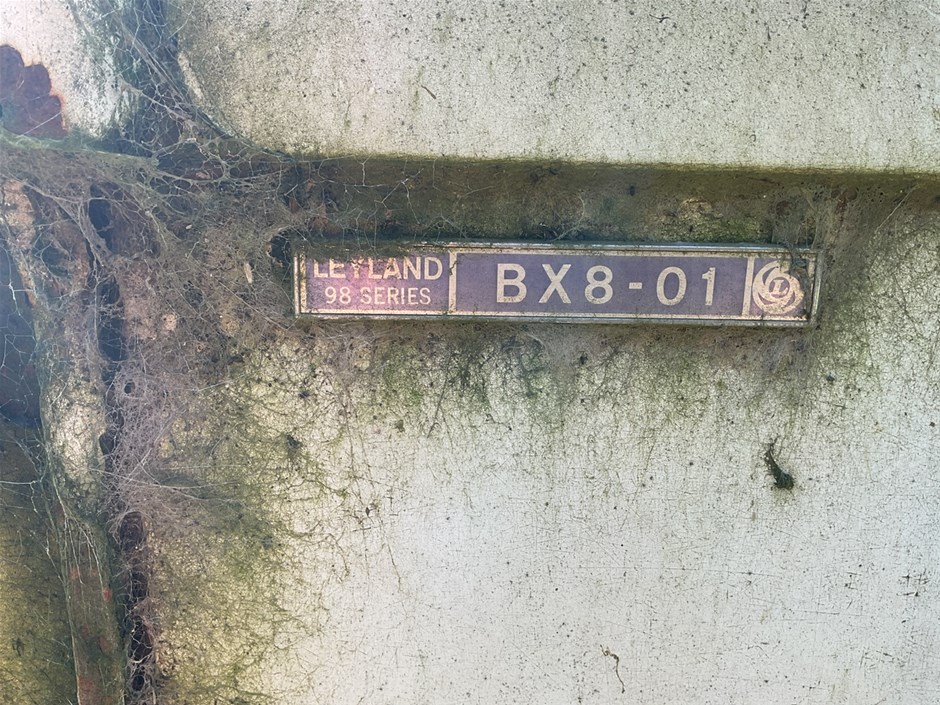 LEYLAND
98 SERIES
BX8-01
L